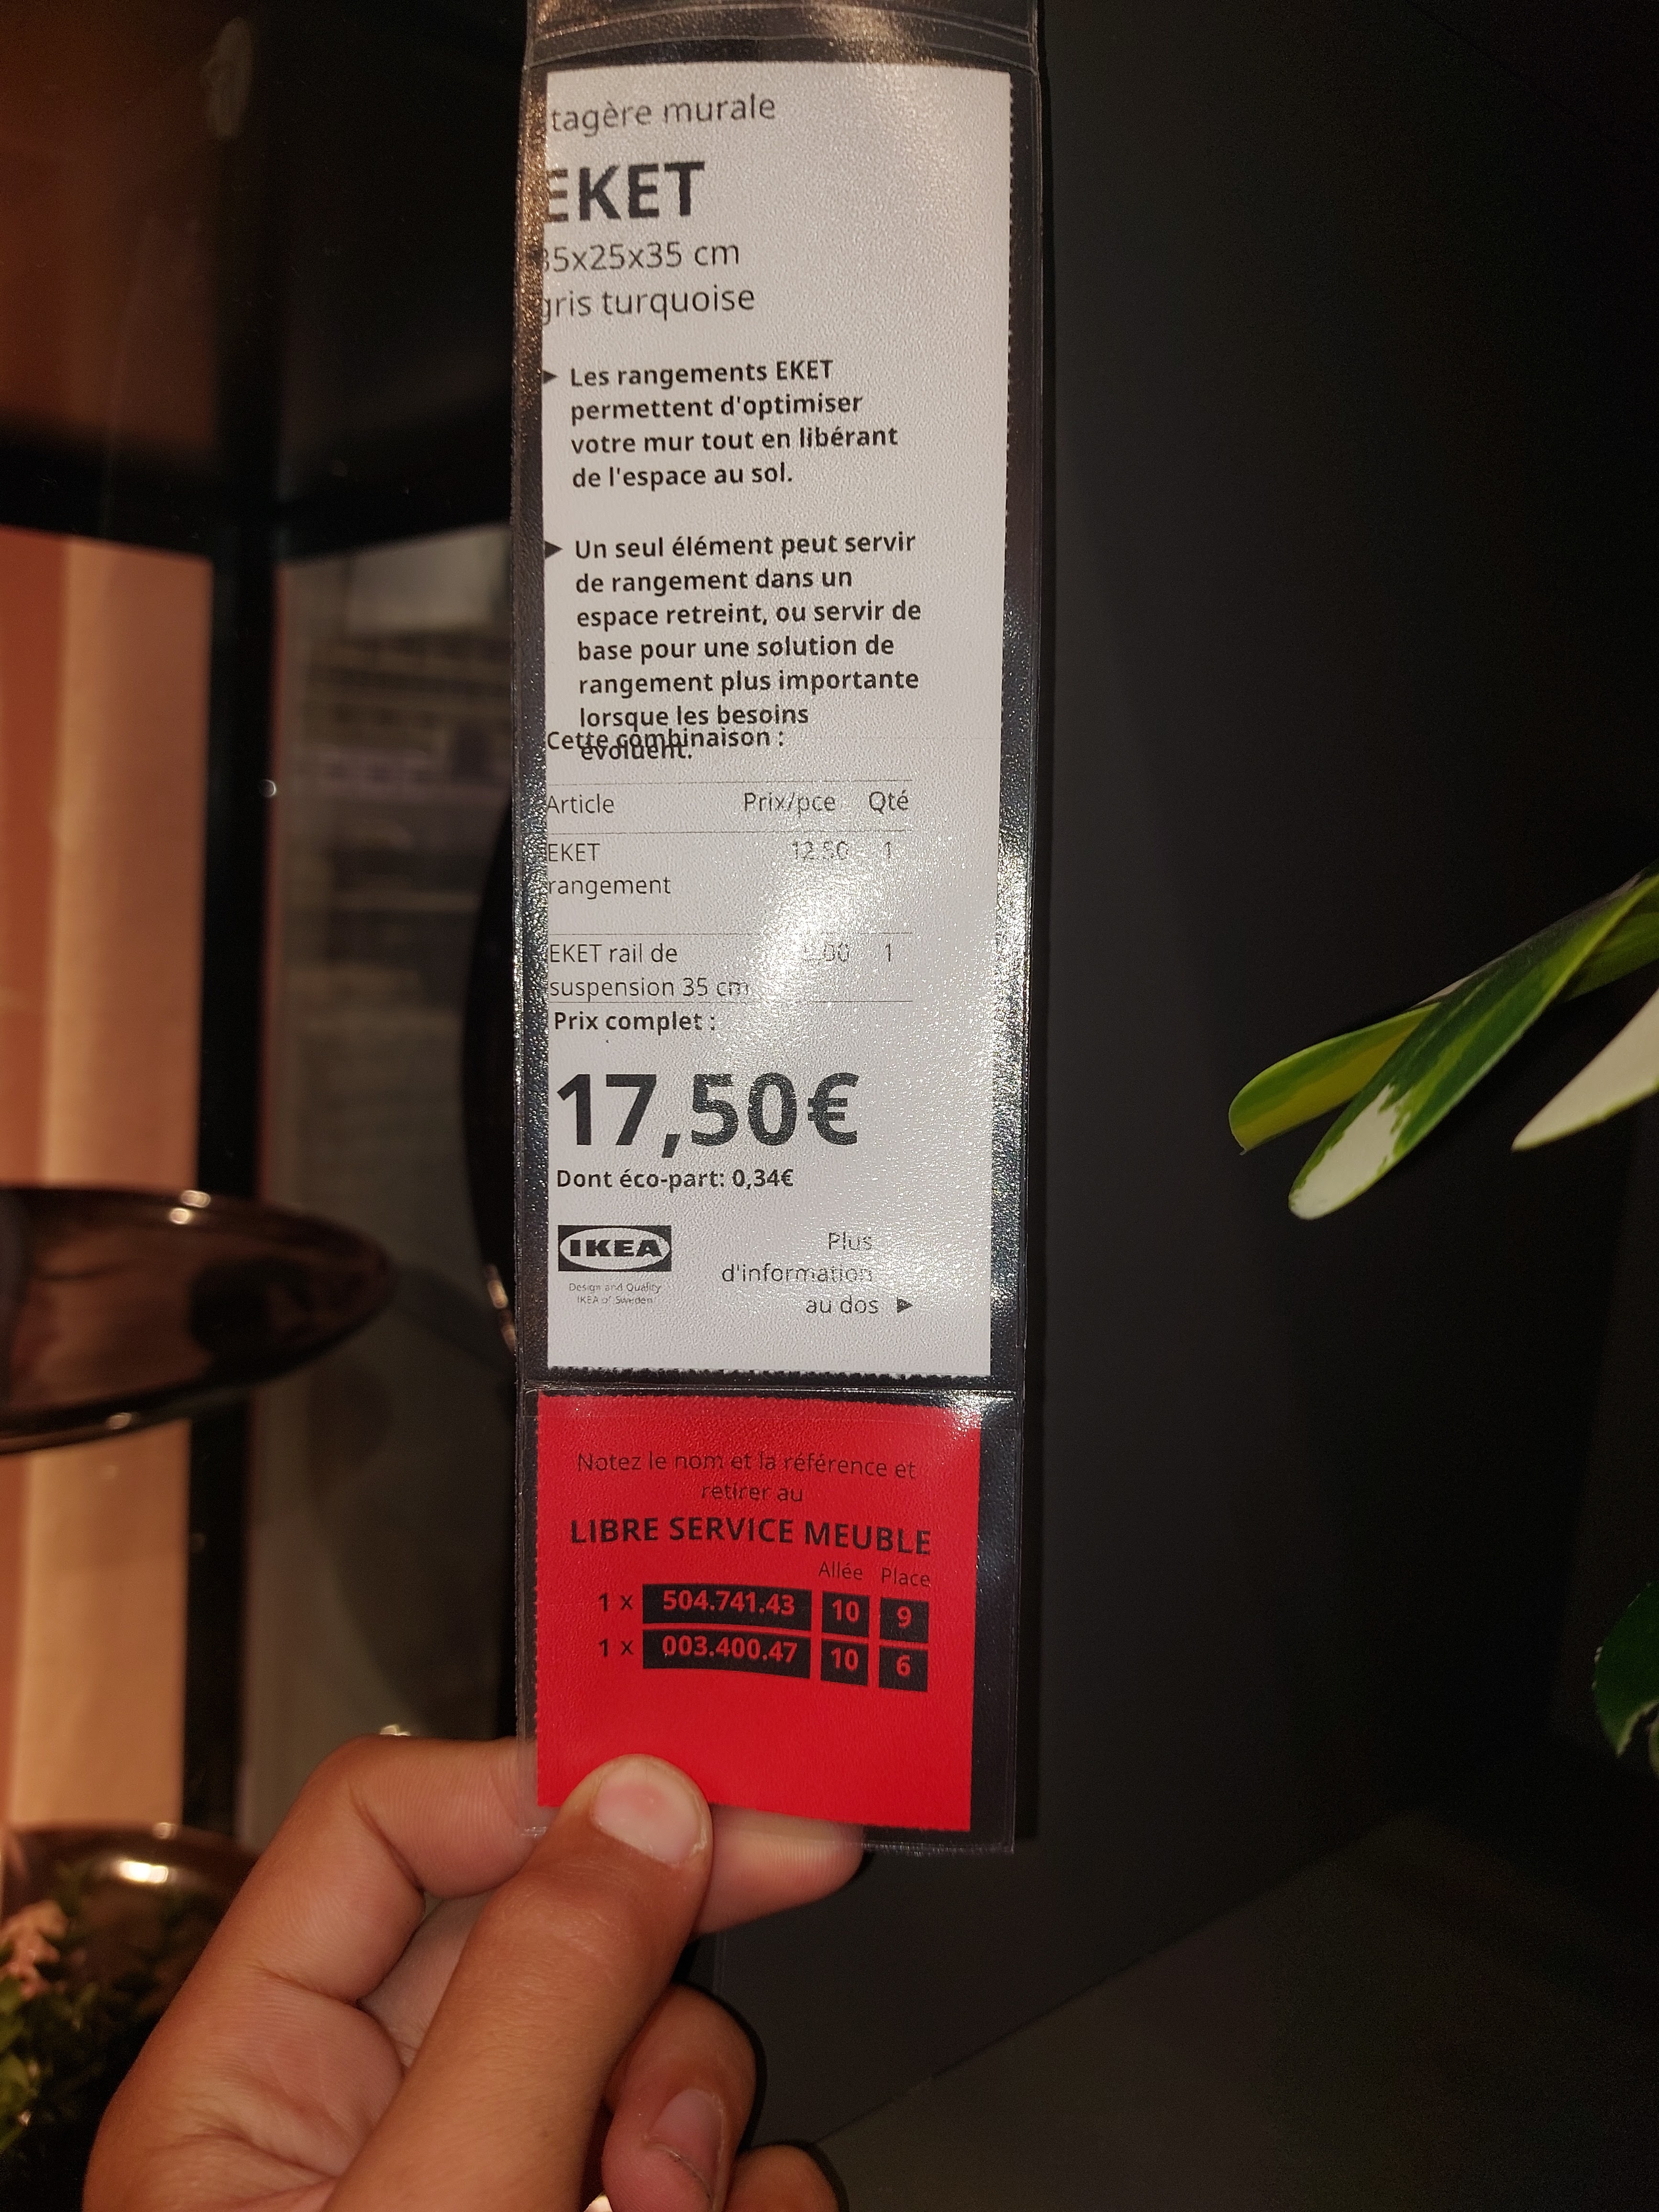 tagère murale
EKET
35x25x35 cm
gris turquoise
► Les rangements EKET
permettent d'optimiser
votre mur tout en libérant
de l'espace au sol.
► Un seul élément peut servir
de rangement dans un
espace retreint, ou servir de
base pour une solution de
rangement plus importante
lorsque les besoins
évoluent.
Cette combinaison :
Article Prix/pce Qté
EKET 12.50 1
rangement
EKET rail de 1
suspension 35 cm
Prix complet :
17,50€
Dont éco-part: 0,34€
IKEA
Design and Quality
IKEA of Sweden
Plus
d'information
au dos ►
Notez le nom et la référence et
retirer au
LIBRE SERVICE MEUBLE
Allée Place
1 x 504.741.43 10 9
1 x 003.400.47 10 6